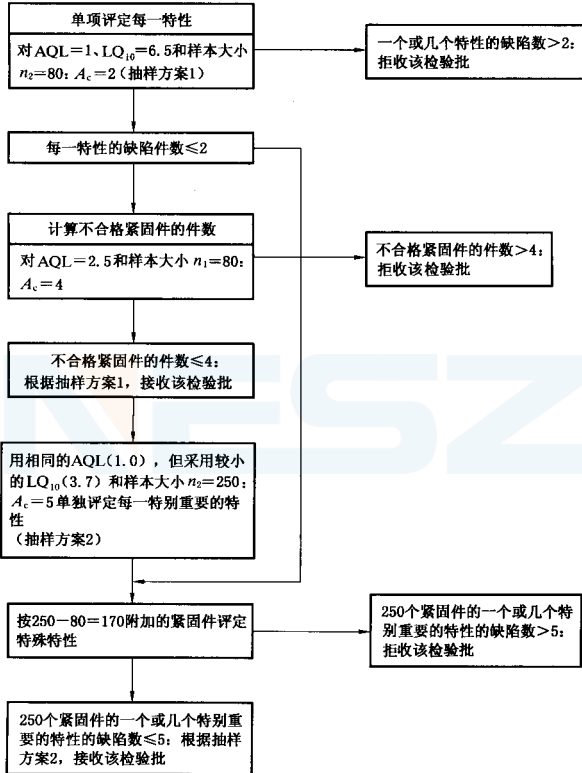 单项评定每一特性
对AQL=1、LQ₁₀=6.5和样本大小
n₂=80：Ac=2（抽样方案1）
一个或几个特性的缺陷数>2：
拒收该检验批
每一特性的缺陷件数≤2
计算不合格紧固件的件数
对AQL=2.5和样本大小 n₁=80：
Ac=4
不合格紧固件的件数>4：
拒收该检验批
不合格紧固件的件数≤4：
根据抽样方案1，接收该检验批
用相同的AQL(1.0)，但采用较小
的LQ₁₀(3.7) 和样本大小 n₂=250：
Ac=5单独评定每一特别重要的特
性
（抽样方案2）
按250－80=170附加的紧固件评定
特殊特性
250个紧固件的一个或几个特
别重要的特性的缺陷数>5：
拒收该检验批
250个紧固件的一个或几个特别重
要的特性的缺陷数≤5：根据抽样
方案2，接收该检验批
NESZ